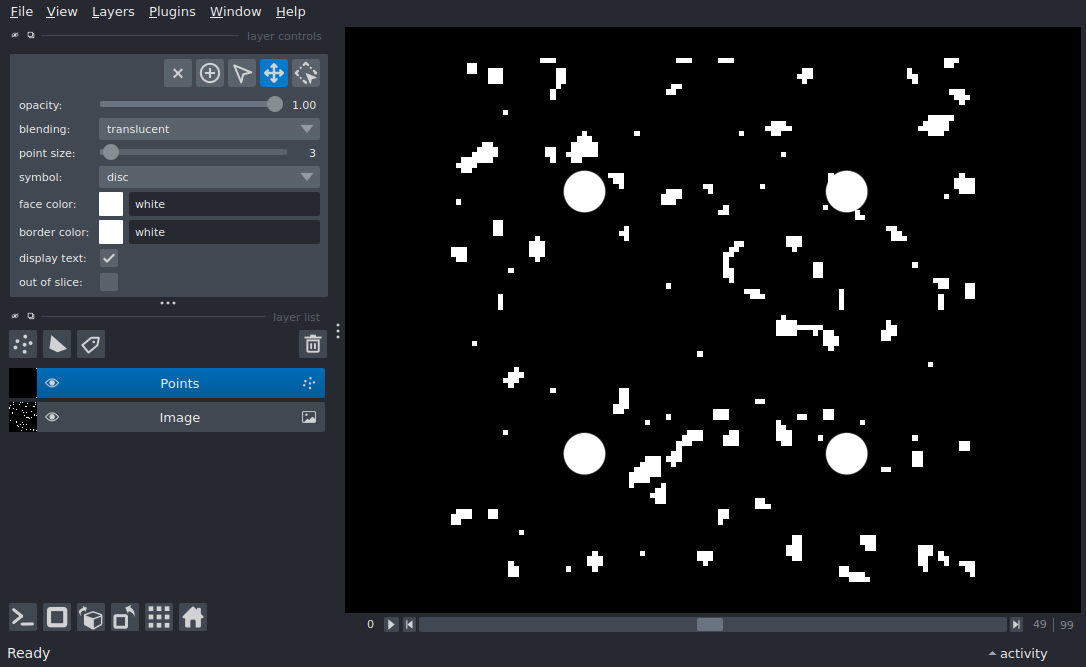 File View Layers Plugins Window Help
layer controls
opacity: 1.00
blending: translucent
point size: 3
symbol: disc
face color: white
border color: white
display text:
out of slice:
layer list
Points
Image
0 49 99
Ready activity